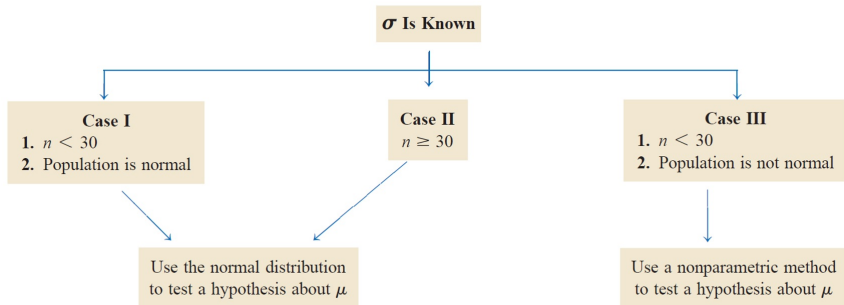 σ Is Known
Case I
1. n < 30
2. Population is normal
Case II
n ≥ 30
Case III
1. n < 30
2. Population is not normal
Use the normal distribution
to test a hypothesis about μ
Use a nonparametric method
to test a hypothesis about μ